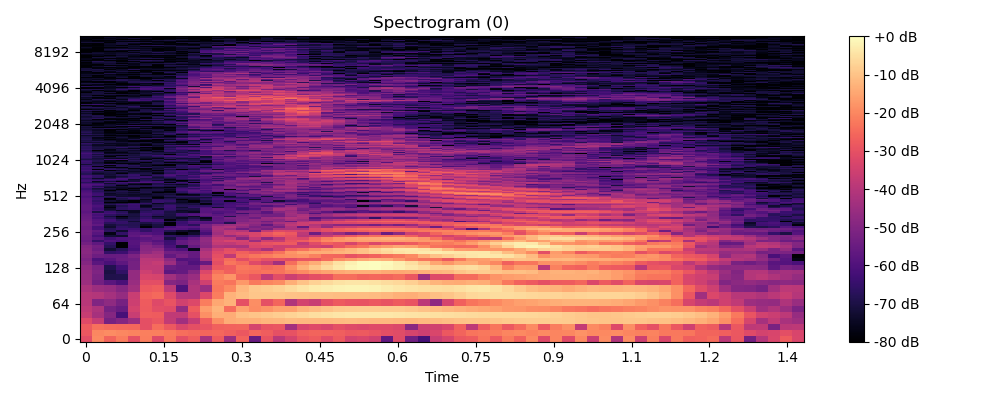 Spectrogram (0)
8192
4096
2048
1024
512
256
128
64
0
Hz
0
0.15
0.3
0.45
0.6
0.75
0.9
1.1
1.2
1.4
Time
+0 dB
-10 dB
-20 dB
-30 dB
-40 dB
-50 dB
-60 dB
-70 dB
-80 dB